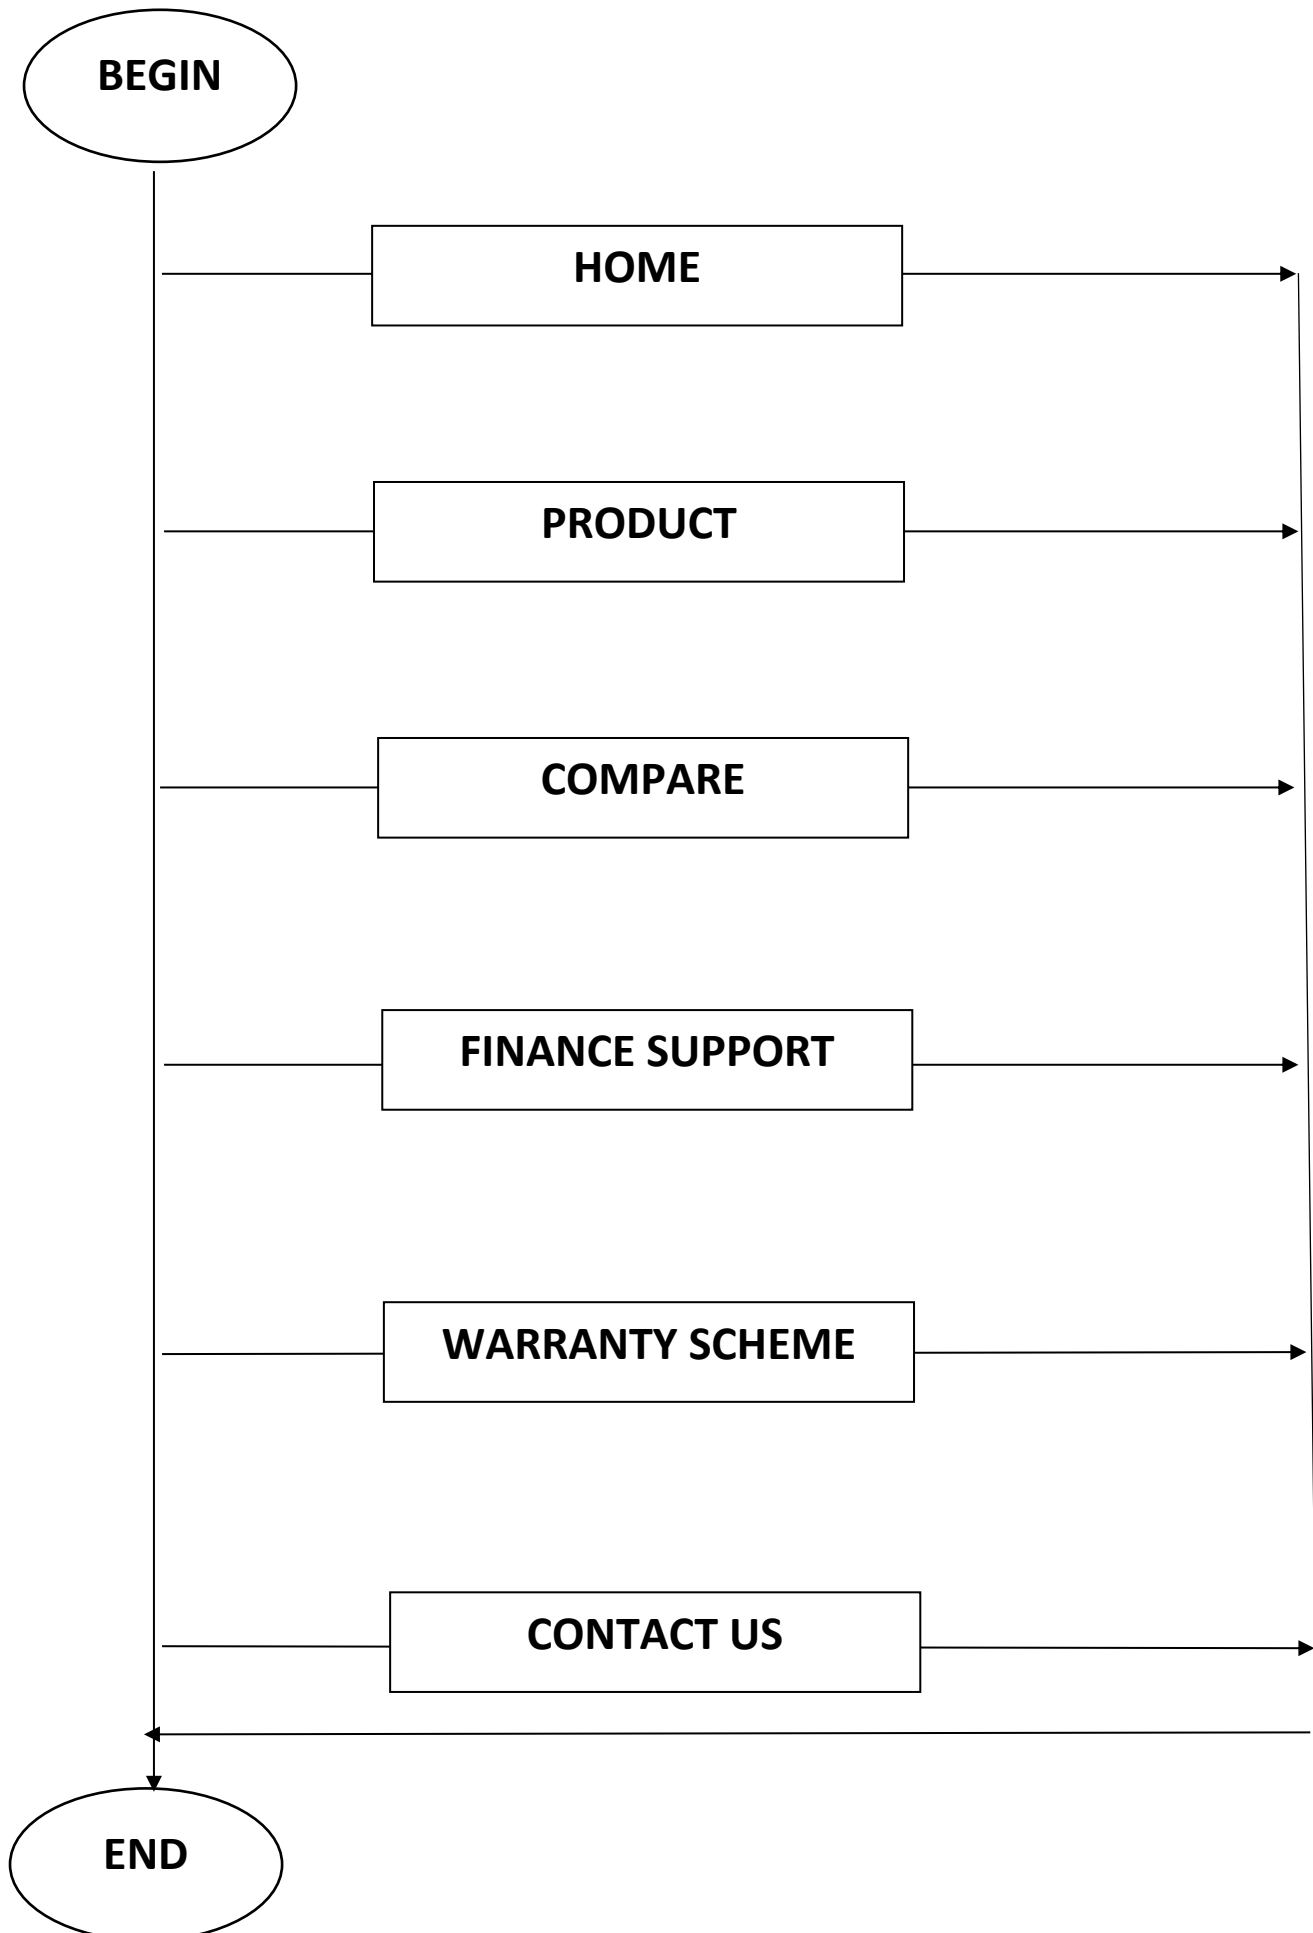 BEGIN
HOME
PRODUCT
COMPARE
FINANCE SUPPORT
WARRANTY SCHEME
CONTACT US
END